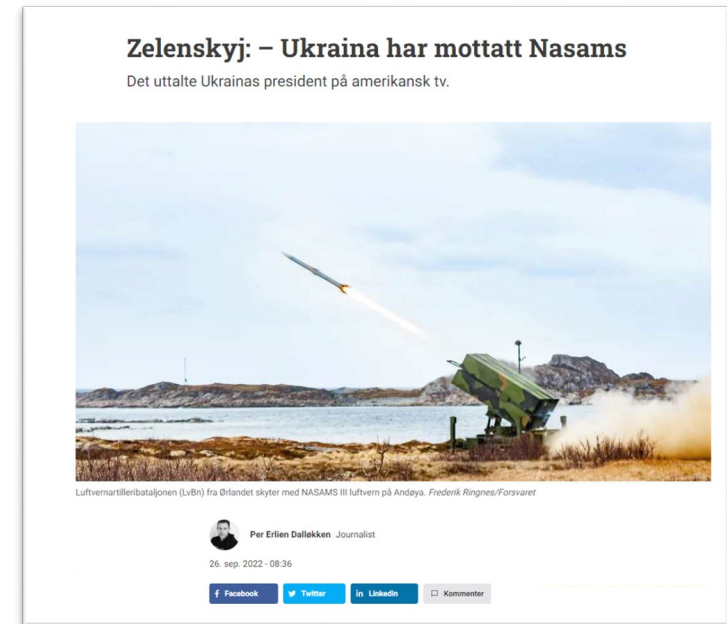 Zelenskyj: – Ukraina har mottatt Nasams
Det uttalte Ukrainas president på amerikansk tv.
Luftvernartilleribataljonen (LvBn) fra Ørlandet skyter med NASAMS III luftvern på Andøya. Frederik Ringnes/Forsvaret
Per Erlien Dalløkken Journalist
26. sep. 2022 - 08:36
Facebook
Twitter
Linkedin
Kommenter